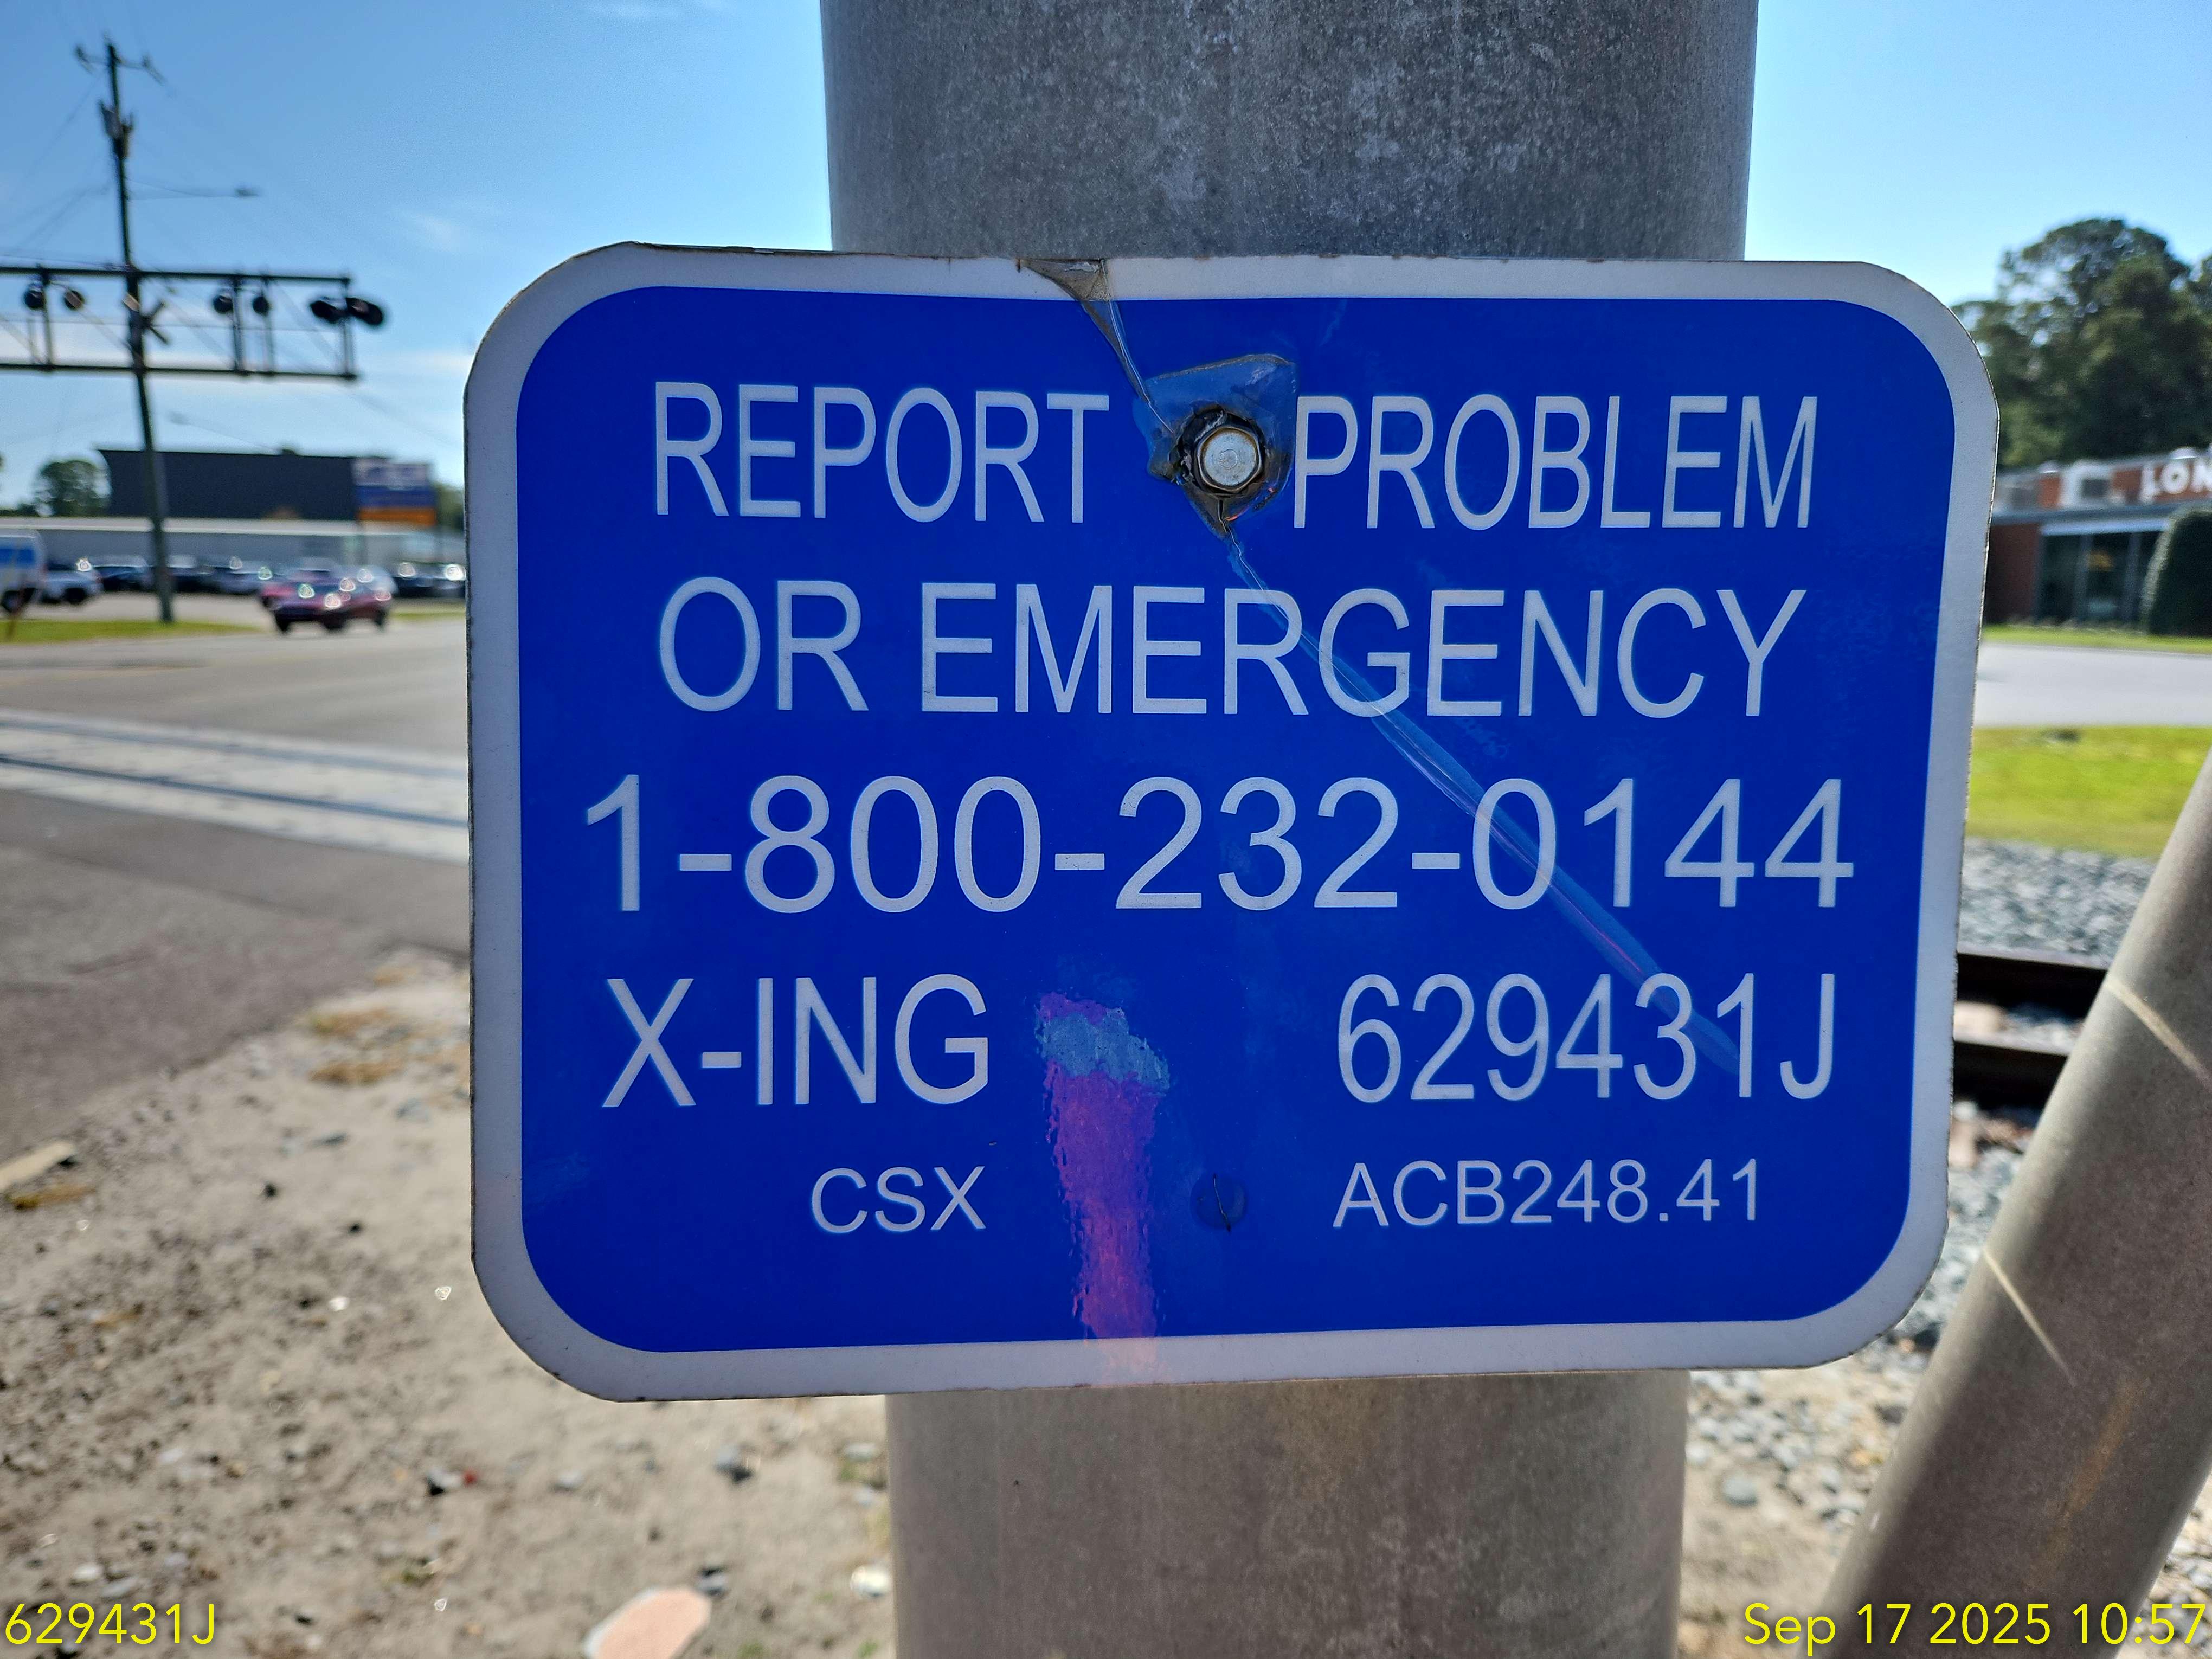 REPORT PROBLEM
OR EMERGENCY
1-800-232-0144
X-ING 629431J
CSX ACB248.41
629431J
Sep 17 2025 10:57